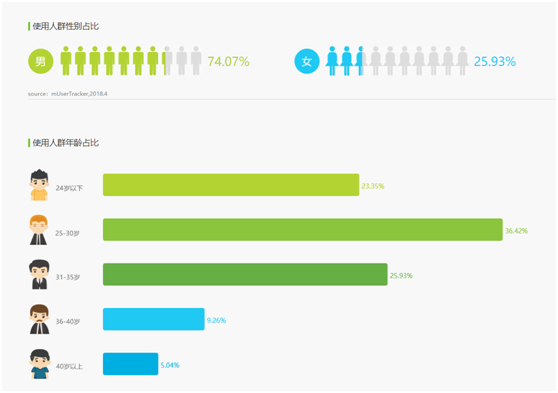 使用人群性别占比
男 74.07% 女 25.93%
source: mUserTracker,2018.4
使用人群年龄占比
24岁以下 23.35%
25-30岁 36.42%
31-35岁 25.93%
36-40岁 9.26%
40岁以上 5.04%